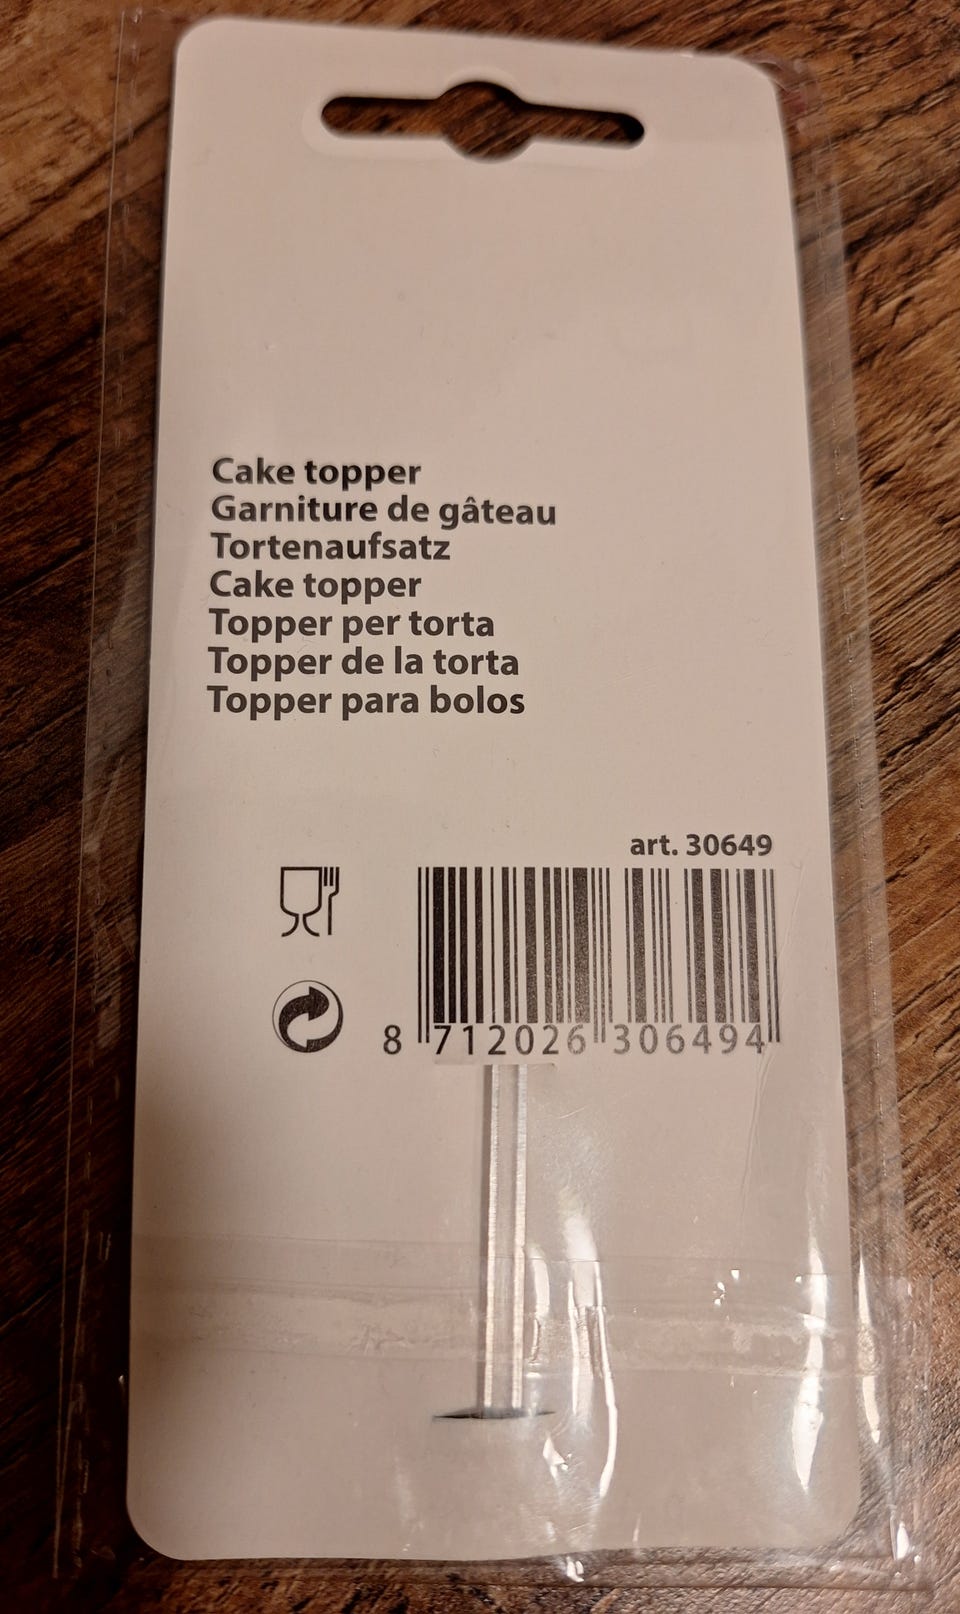 Cake topper
Garniture de gâteau
Tortenaufsatz
Cake topper
Topper per torta
Topper de la torta
Topper para bolos
art. 30649
8 712026 306494